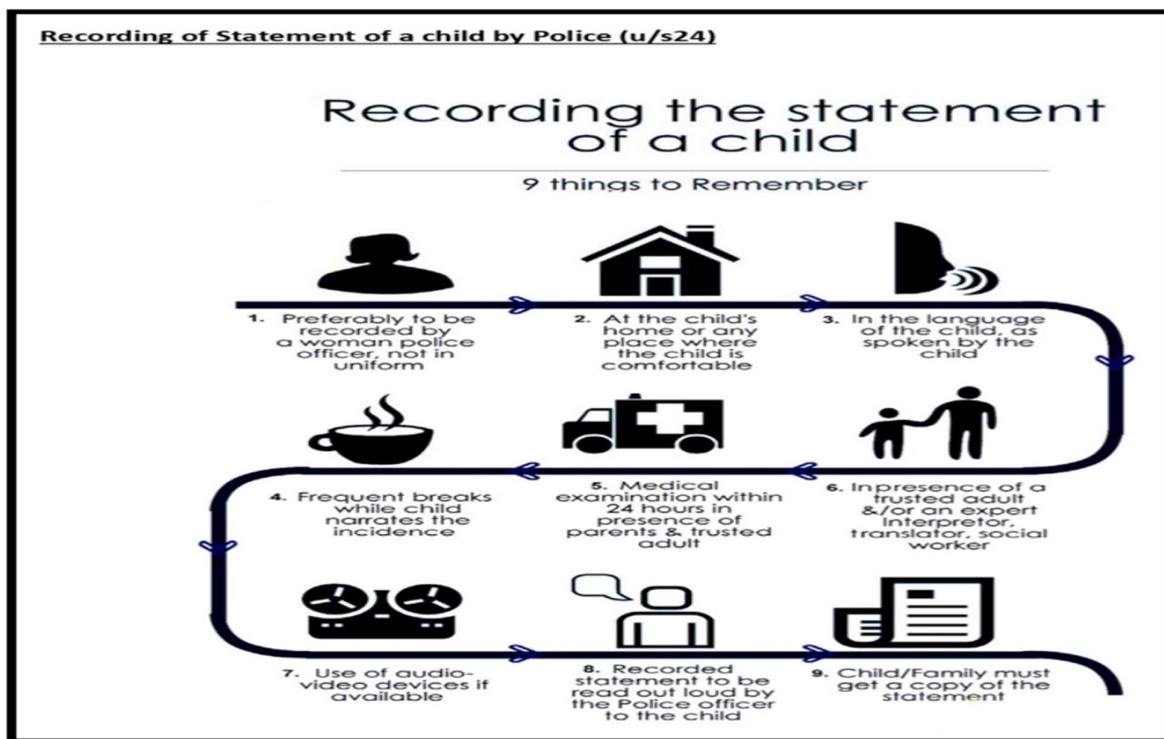 Recording of Statement of a child by Police (u/s24)
Recording the statement
of a child
9 things to Remember
1. Preferably to be
recorded by
a woman police
officer, not in
uniform
2. At the child's
home or any
place where
the child is
comfortable
3. In the language
of the child, as
spoken by the
child
4. Frequent breaks
while child
narrates the
incidence
5. Medical
examination within
24 hours in
presence of
parents & trusted
adult
6. Inpresence of a
trusted adult
&/or an expert
Interpretor,
translator, social
worker
7. Use of audio-
video devices if
available
8. Recorded
statement to be
read out loud by
the Police officer
to the child
9. Child/Family must
get a copy of the
statement